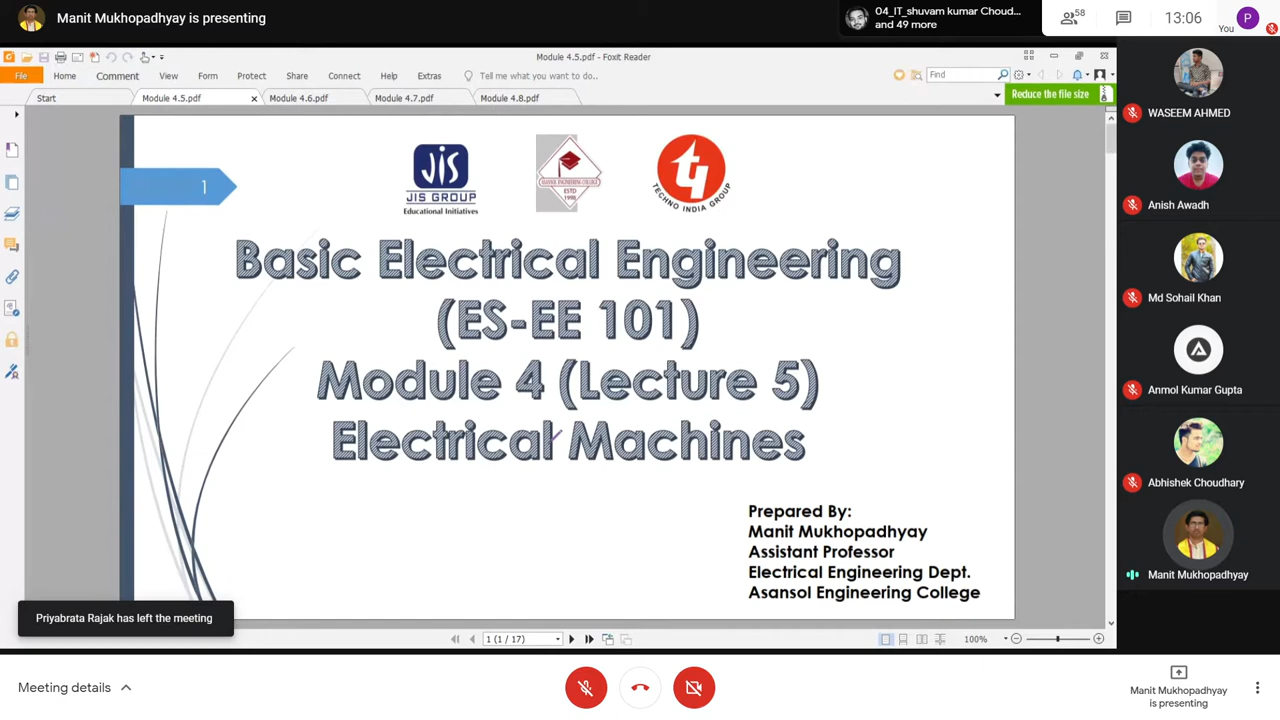 Manit Mukhopadhyay is presenting
04_IT_shuvam kumar Choud...
and 49 more
58
13:06
You
P
Module 4.5.pdf - Foxit Reader
File
Home
Comment
View
Form
Protect
Share
Connect
Help
Extras
Tell me what you want to do..
Find
Start
Module 4.5.pdf
Module 4.6.pdf
Module 4.7.pdf
Module 4.8.pdf
Reduce the file size
1
JIS
JIS GROUP
Educational Initiatives
ASANSOL ENGINEERING COLLEGE
ESTD
1998
TECHNO INDIA GROUP
Basic Electrical Engineering
(ES-EE 101)
Module 4 (Lecture 5)
Electrical Machines
Prepared By:
Manit Mukhopadhyay
Assistant Professor
Electrical Engineering Dept.
Asansol Engineering College
WASEEM AHMED
Anish Awadh
Md Sohail Khan
Anmol Kumar Gupta
Abhishek Choudhary
Manit Mukhopadhyay
Priyabrata Rajak has left the meeting
1 (1 / 17)
100%
Meeting details
Manit Mukhopadhyay
is presenting